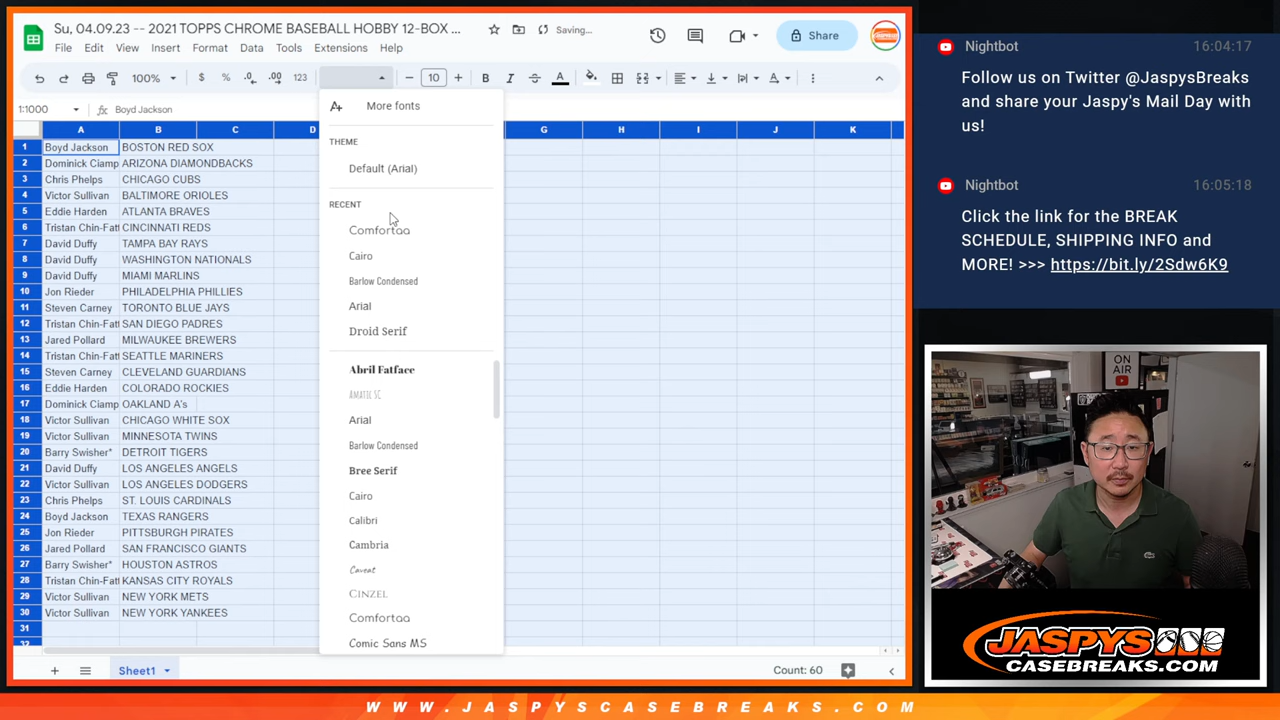 Su, 04.09.23 -- 2021 TOPPS CHROME BASEBALL HOBBY 12-BOX ...
Saving...
File Edit View Insert Format Data Tools Extensions Help
Share
100% $ % .0 .00 123 10 B I A
1:1000 fx Boyd Jackson
A B C D G H I J K
1 Boyd Jackson BOSTON RED SOX
2 Dominick Ciamp ARIZONA DIAMONDBACKS
3 Chris Phelps CHICAGO CUBS
4 Victor Sullivan BALTIMORE ORIOLES
5 Eddie Harden ATLANTA BRAVES
6 Tristan Chin-Fatt CINCINNATI REDS
7 David Duffy TAMPA BAY RAYS
8 David Duffy WASHINGTON NATIONALS
9 David Duffy MIAMI MARLINS
10 Jon Rieder PHILADELPHIA PHILLIES
11 Steven Carney TORONTO BLUE JAYS
12 Tristan Chin-Fatt SAN DIEGO PADRES
13 Jared Pollard MILWAUKEE BREWERS
14 Tristan Chin-Fatt SEATTLE MARINERS
15 Steven Carney CLEVELAND GUARDIANS
16 Eddie Harden COLORADO ROCKIES
17 Dominick Ciamp OAKLAND A's
18 Victor Sullivan CHICAGO WHITE SOX
19 Victor Sullivan MINNESOTA TWINS
20 Barry Swisher* DETROIT TIGERS
21 David Duffy LOS ANGELES ANGELS
22 Victor Sullivan LOS ANGELES DODGERS
23 Chris Phelps ST. LOUIS CARDINALS
24 Boyd Jackson TEXAS RANGERS
25 Jon Rieder PITTSBURGH PIRATES
26 Jared Pollard SAN FRANCISCO GIANTS
27 Barry Swisher* HOUSTON ASTROS
28 Tristan Chin-Fatt KANSAS CITY ROYALS
29 Victor Sullivan NEW YORK METS
30 Victor Sullivan NEW YORK YANKEES
31
32
More fonts
THEME
Default (Arial)
RECENT
Comfortaa
Cairo
Barlow Condensed
Arial
Droid Serif
Abril Fatface
AMATIC SC
Arial
Barlow Condensed
Bree Serif
Cairo
Calibri
Cambria
Caveat
CINZEL
Comfortaa
Comic Sans MS
Sheet1
Count: 60
Nightbot 16:04:17
Follow us on Twitter @JaspysBreaks
and share your Jaspy's Mail Day with
us!
Nightbot 16:05:18
Click the link for the BREAK
SCHEDULE, SHIPPING INFO and
MORE! >>> https://bit.ly/2Sdw6K9
ON
AIR
JASPYS
CASEBREAKS.COM
WWW.JASPYSCASEBREAKS.COM